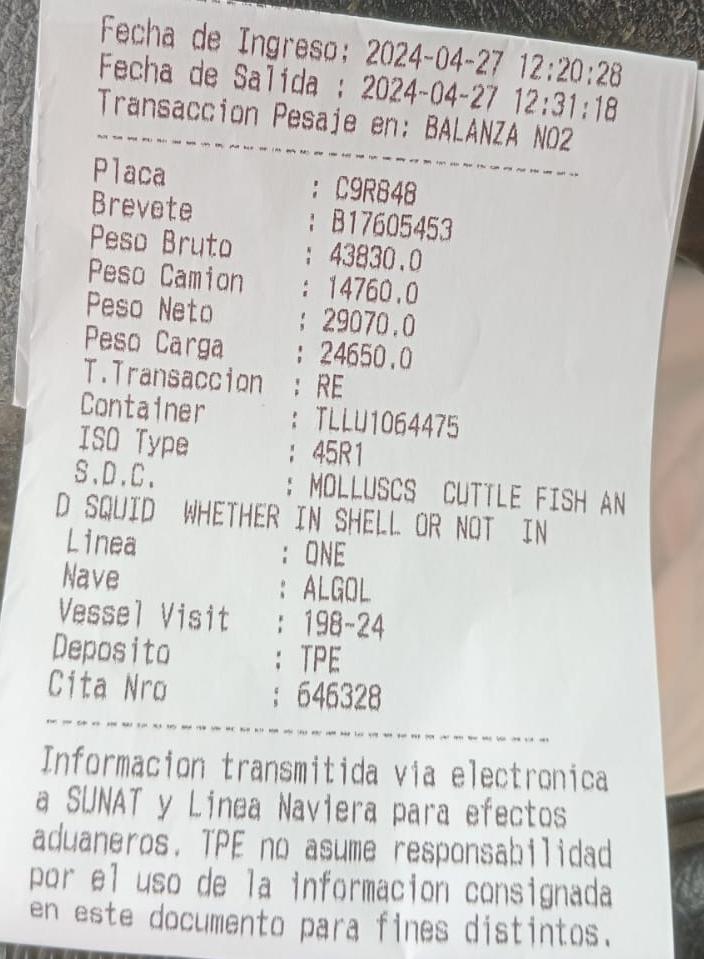 Fecha de Ingreso: 2024-04-27 12:20:28
Fecha de Salida : 2024-04-27 12:31:18
Transaccion Pesaje en: BALANZA NO2
Placa : C9R848
Brevete : B17605453
Peso Bruto : 43830.0
Peso Camion : 14760.0
Peso Neto : 29070.0
Peso Carga : 24650.0
T.Transaccion : RE
Container : TLLU1064475
ISO Type : 45R1
S.D.C. : MOLLUSCS CUTTLE FISH AN
D SQUID WHETHER IN SHELL OR NOT IN
Linea : ONE
Nave : ALGOL
Vessel Visit : 198-24
Deposito : TPE
Cita Nro : 646328
Informacion transmitida via electronica
a SUNAT y Linea Naviera para efectos
aduaneros. TPE no asume responsabilidad
por el uso de la informacion consignada
en este documento para fines distintos.